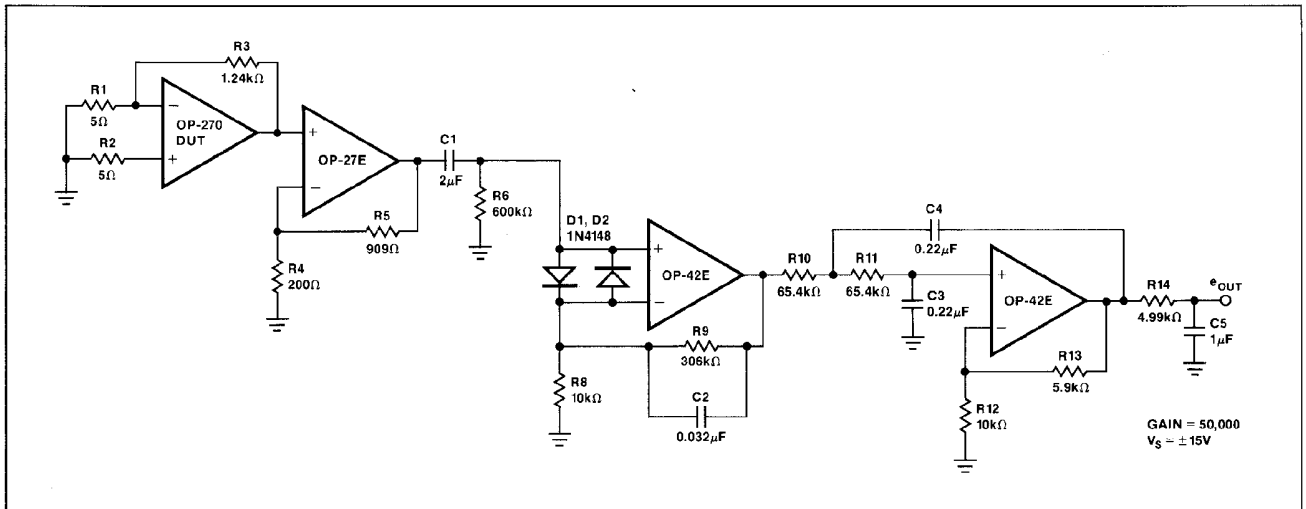 R3
1.24kΩ
R1
5Ω
R2
5Ω
−
+
OP-270
DUT
+
−
OP-27E
R5
909Ω
R4
200Ω
C1
2μF
R6
600kΩ
D1, D2
1N4148
+
−
OP-42E
R9
306kΩ
R8
10kΩ
C2
0.032μF
R10
65.4kΩ
R11
65.4kΩ
C4
0.22μF
C3
0.22μF
+
−
OP-42E
R13
5.9kΩ
R12
10kΩ
R14
4.99kΩ
eOUT
C5
1μF
GAIN = 50,000
VS = ±15V